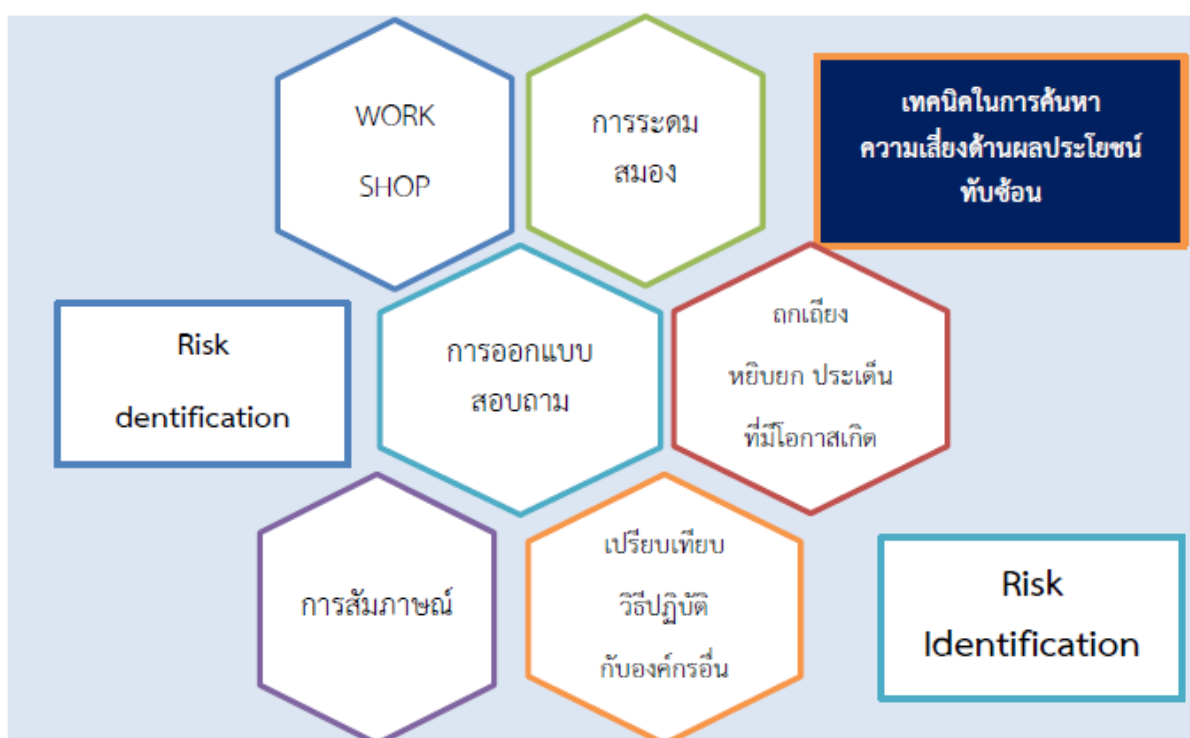 WORK
SHOP
การระดม
สมอง
เทคนิคในการค้นหา
ความเสี่ยงด้านผลประโยชน์
ทับซ้อน
Risk
dentification
การออกแบบ
สอบถาม
ถกเถียง
หยิบยก ประเด็น
ที่มีโอกาสเกิด
การสัมภาษณ์
เปรียบเทียบ
วิธีปฏิบัติ
กับองค์กรอื่น
Risk
Identification